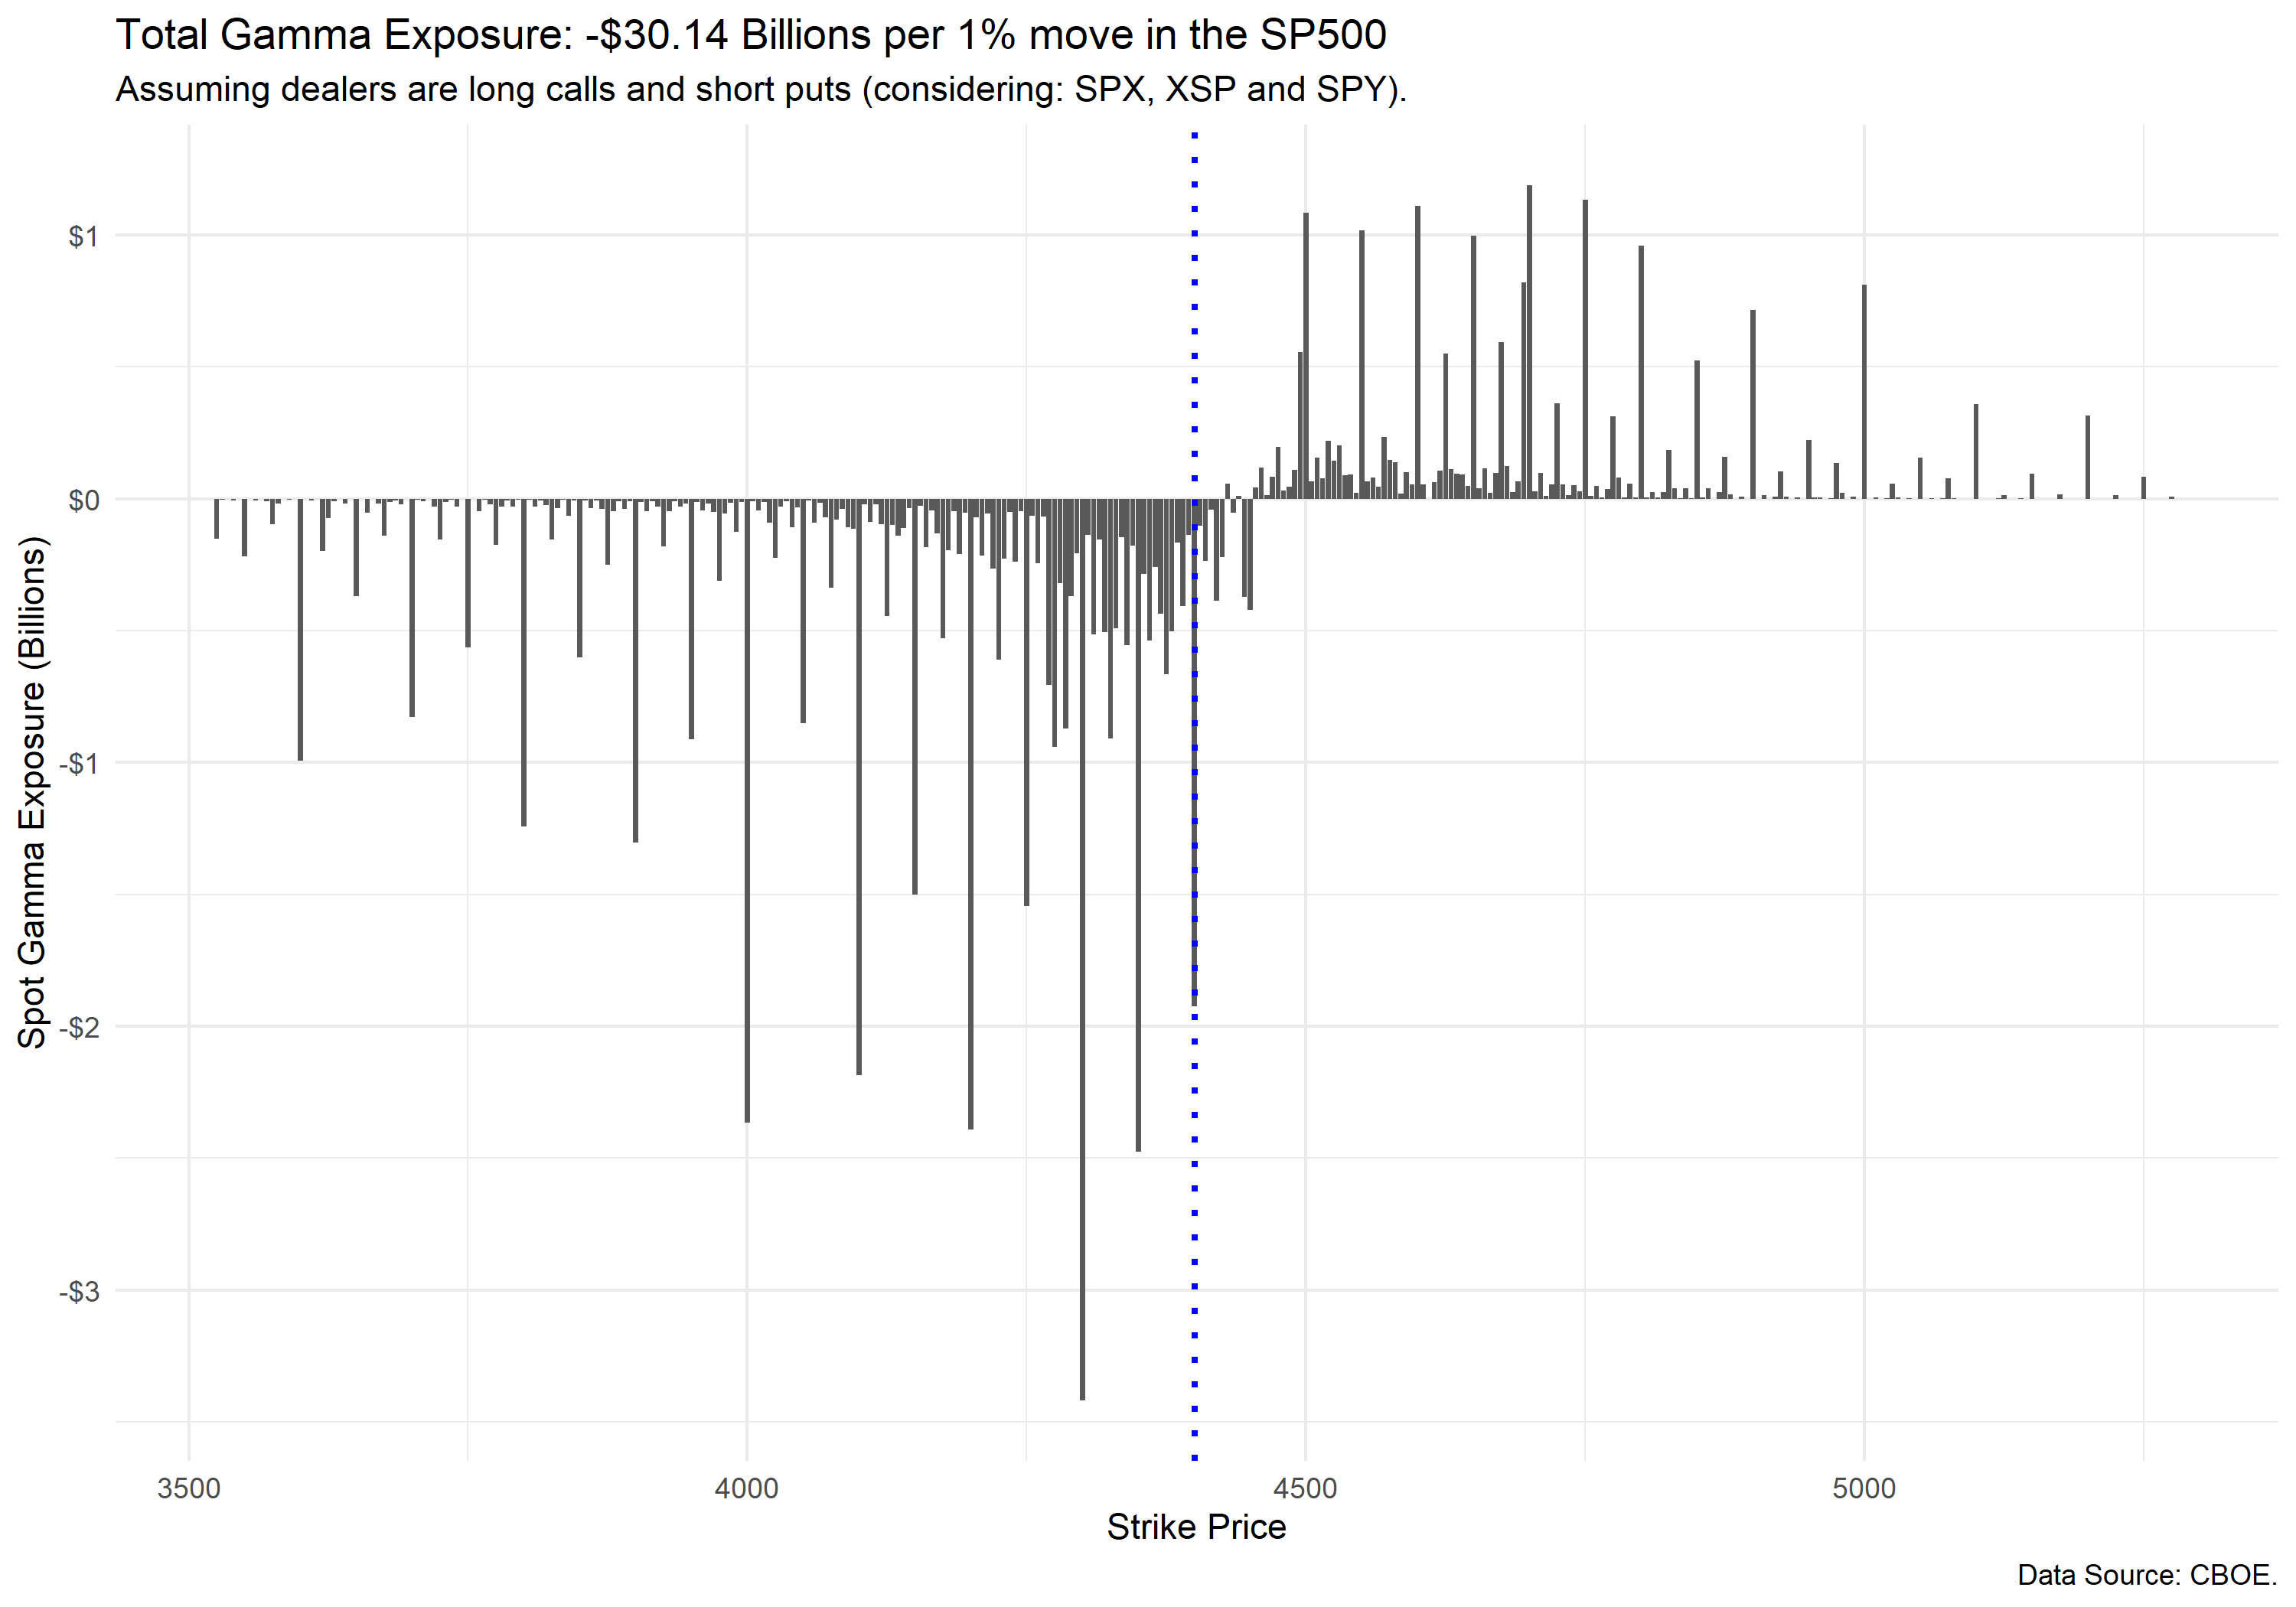 Total Gamma Exposure: -$30.14 Billions per 1% move in the SP500
Assuming dealers are long calls and short puts (considering: SPX, XSP and SPY).
Spot Gamma Exposure (Billions)
$1
$0
-$1
-$2
-$3
3500 4000 4500 5000
Strike Price
Data Source: CBOE.